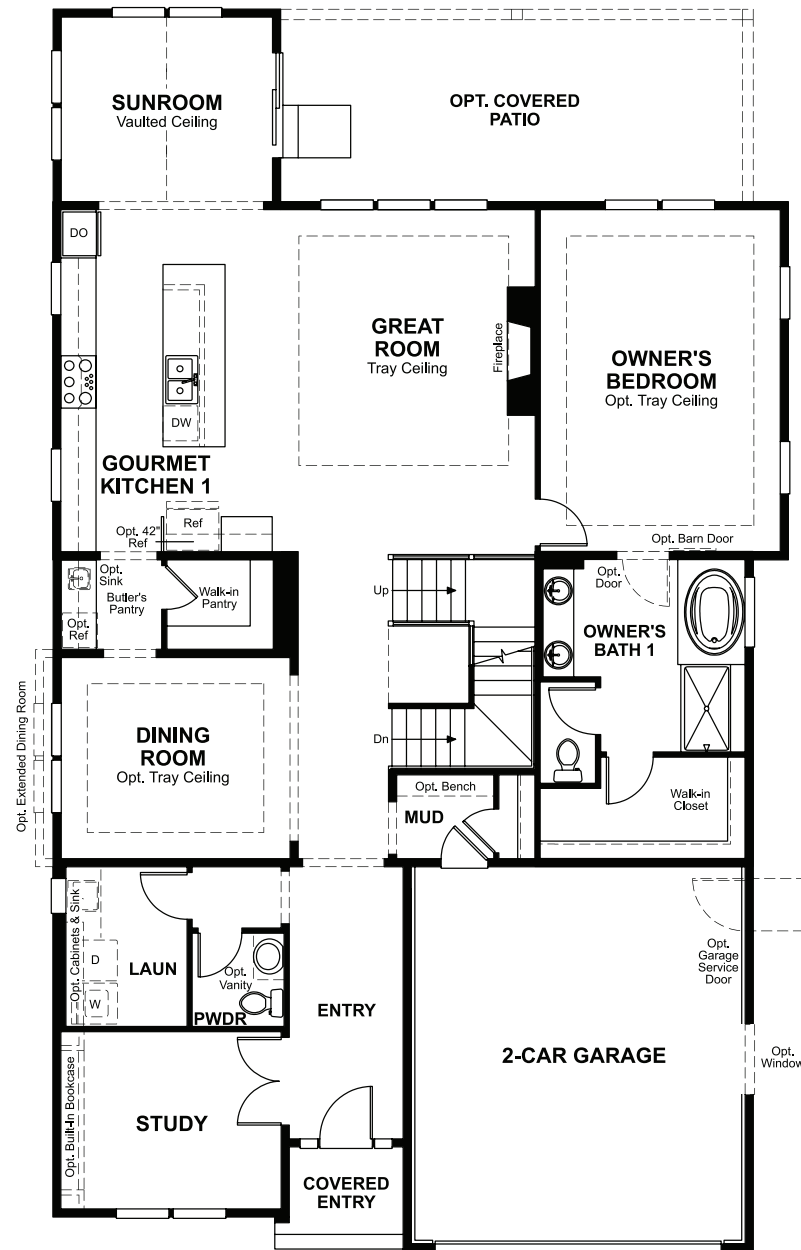 SUNROOM
Vaulted Ceiling
OPT. COVERED
PATIO
DO
GREAT
ROOM
Tray Ceiling
Fireplace
OWNER'S
BEDROOM
Opt. Tray Ceiling
DW
GOURMET
KITCHEN 1
Ref
Opt. 42"
Ref
Opt. Barn Door
Opt.
Sink
Butler's
Pantry
Opt.
Ref
Walk-in
Pantry
Up
Opt.
Door
OWNER'S
BATH 1
Opt. Extended Dining Room
DINING
ROOM
Opt. Tray Ceiling
Dn
Opt. Bench
MUD
Walk-in
Closet
Opt. Cabinets & Sink
D
W
LAUN
Opt.
Vanity
PWDR
ENTRY
Opt.
Garage
Service
Door
2-CAR GARAGE
Opt.
Window
Opt. Built-In Bookcase
STUDY
COVERED
ENTRY